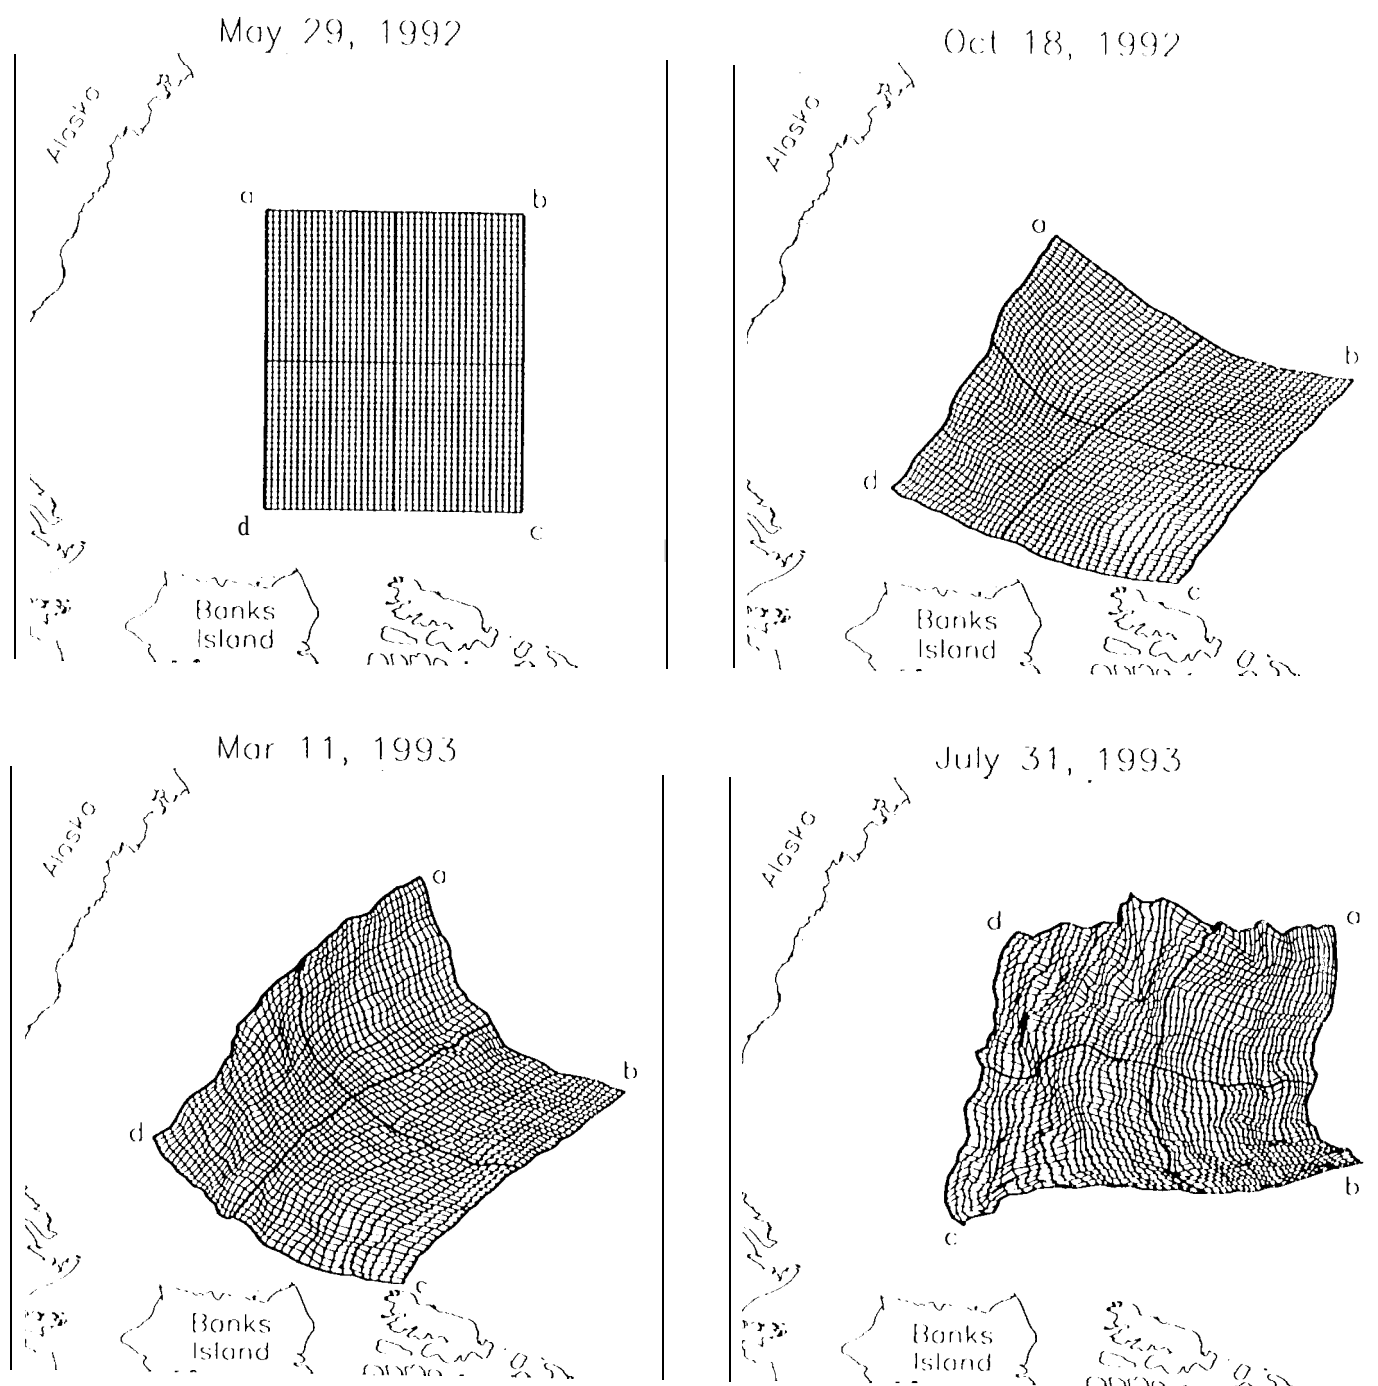 May 29, 1992
Alaska
a
b
d
c
Banks
Island
Oct 18, 1992
Alaska
a
b
d
c
Banks
Island
Mar 11, 1993
Alaska
a
b
d
c
Banks
Island
July 31, 1993
Alaska
d
a
b
c
Banks
Island